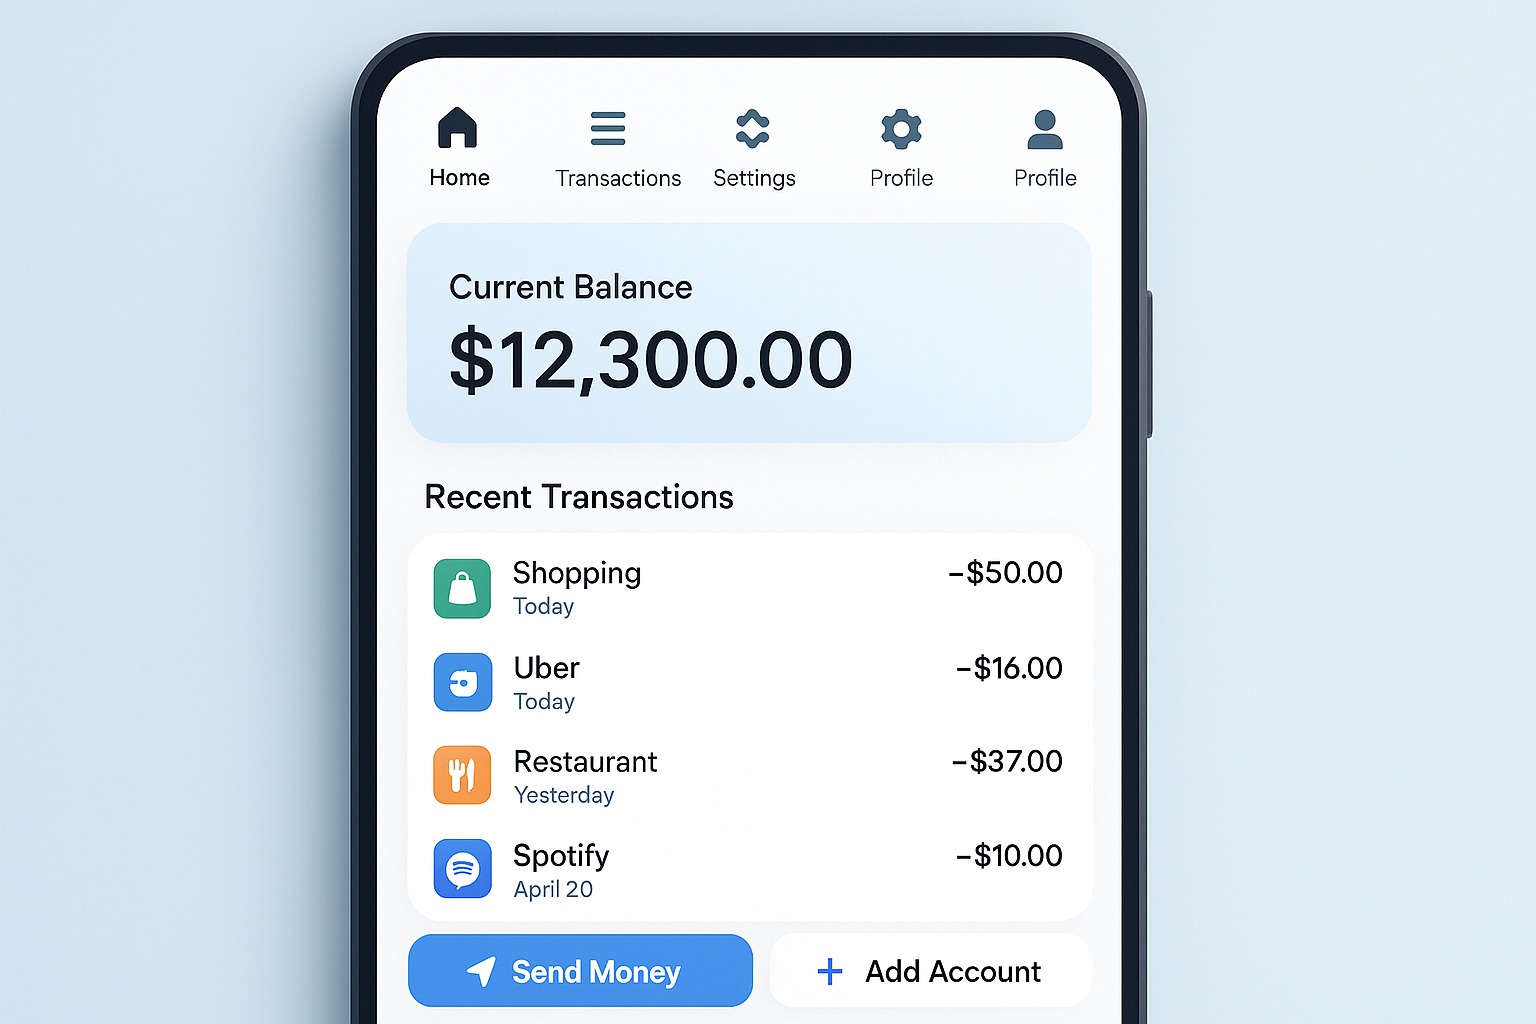 Home
Transactions
Settings
Profile
Profile
Current Balance
$12,300.00
Recent Transactions
Shopping
–$50.00
Today
Uber
–$16.00
Today
Restaurant
–$37.00
Yesterday
Spotify
–$10.00
April 20
Send Money
Add Account